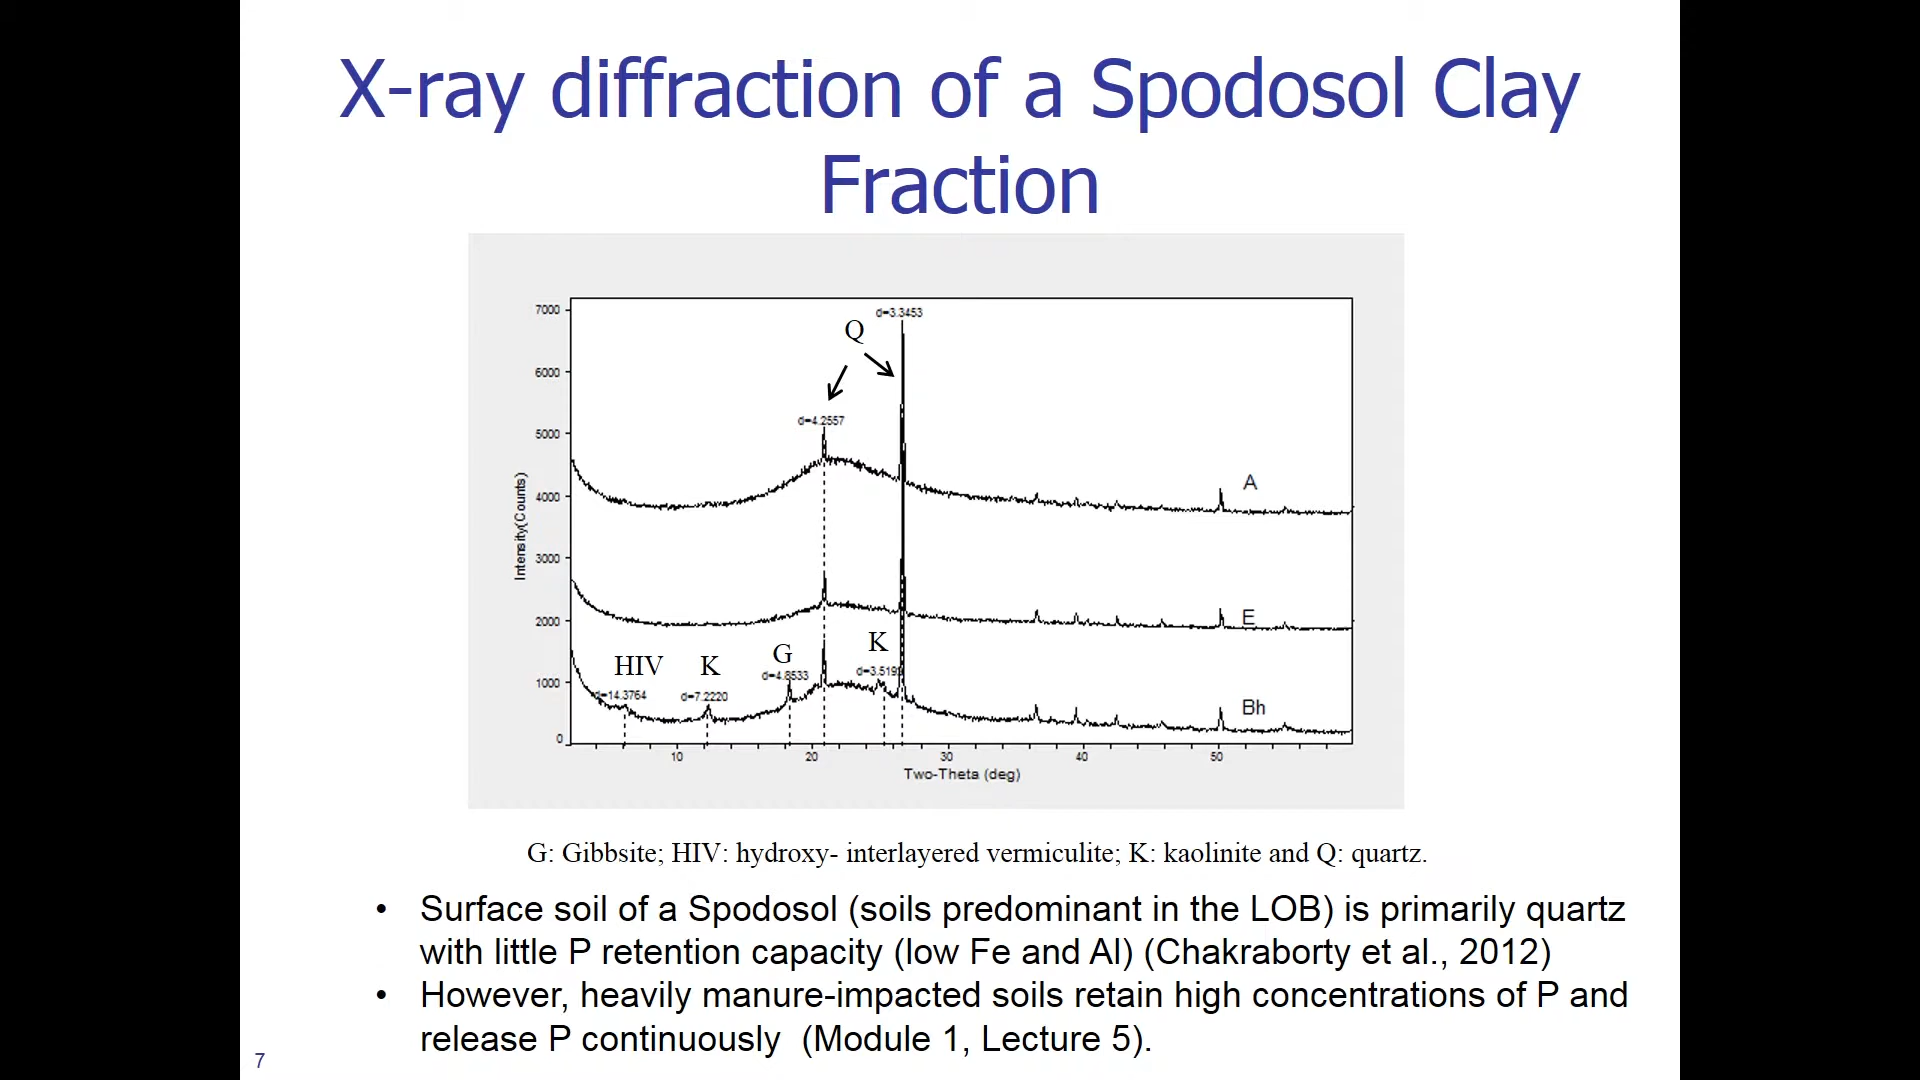 X-ray diffraction of a Spodosol Clay
Fraction
7000
6000
5000
4000
3000
2000
1000
0
Intensity(Counts)
d=3.3453
Q
d=4.2557
A
E
HIV
K
G
K
d=14.3764
d=7.2220
d=4.8533
Bh
10
20
30
40
50
Two-Theta (deg)
G: Gibbsite; HIV: hydroxy- interlayered vermiculite; K: kaolinite and Q: quartz.
• Surface soil of a Spodosol (soils predominant in the LOB) is primarily quartz
with little P retention capacity (low Fe and Al) (Chakraborty et al., 2012)
• However, heavily manure-impacted soils retain high concentrations of P and
release P continuously (Module 1, Lecture 5).
7